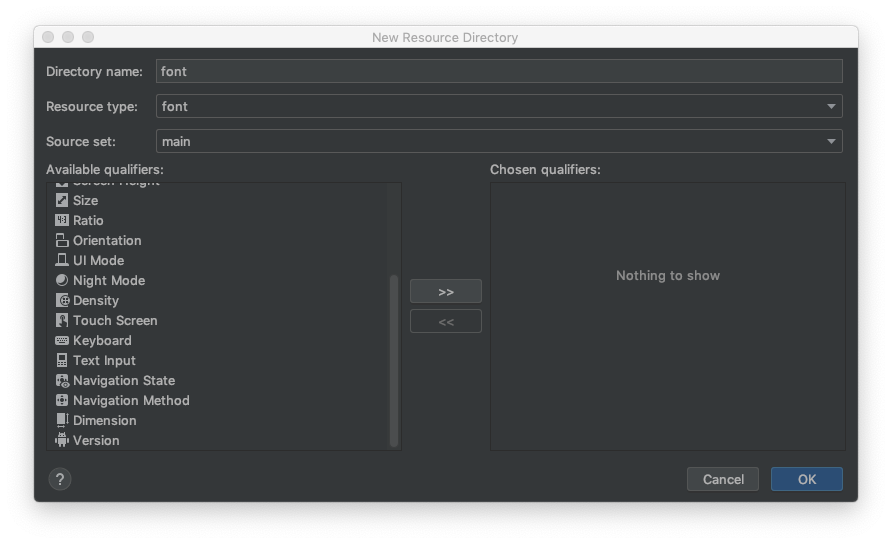 New Resource Directory
Directory name: font
Resource type: font
Source set: main
Available qualifiers:
Chosen qualifiers:
Screen Height
Size
Ratio
Orientation
UI Mode
Night Mode
Density
Touch Screen
Keyboard
Text Input
Navigation State
Navigation Method
Dimension
Version
>>
<<
Nothing to show
?
Cancel
OK